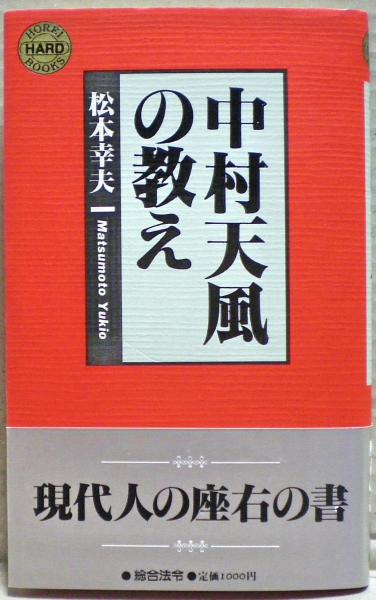 HOREI
HARD
BOOKS
中村天風
の教え
松本幸夫
Matsumoto Yukio
現代人の座右の書
●総合法令●定価1000円